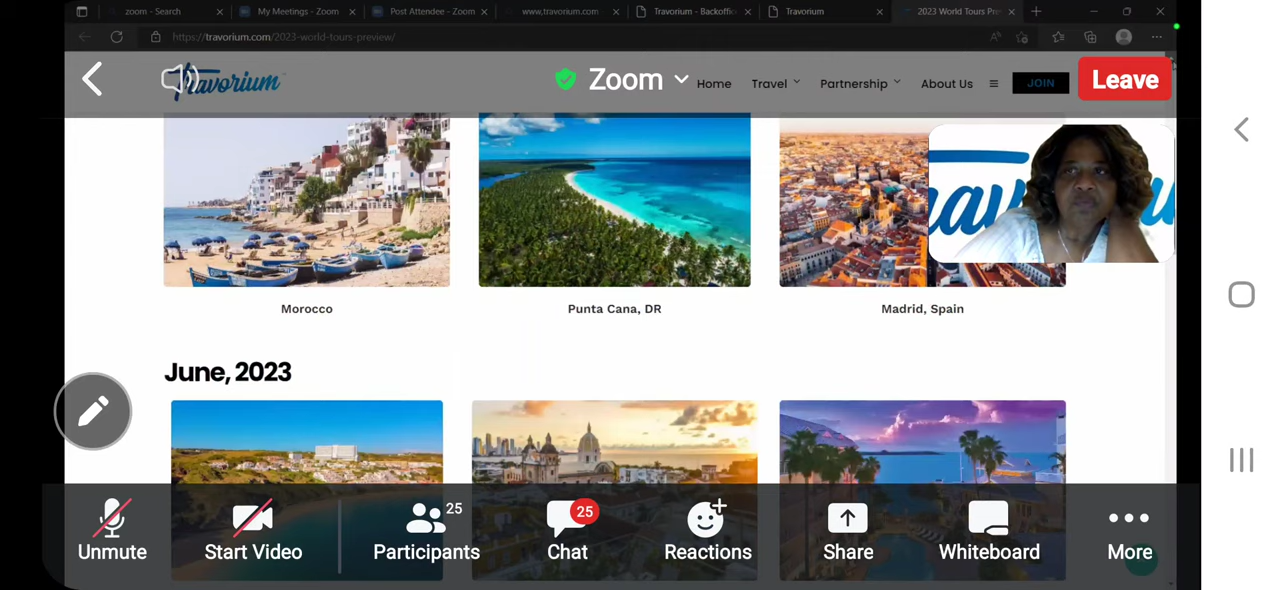 zoom - Search
My Meetings - Zoom
Post Attendee - Zoom
www.travorium.com
Travorium - Backoffic
Travorium
2023 World Tours Pre
https://travorium.com/2023-world-tours-preview/
Travorium
Zoom
Home
Travel
Partnership
About Us
JOIN
Leave
Morocco
Punta Cana, DR
Madrid, Spain
June, 2023
25
25
Unmute
Start Video
Participants
Chat
Reactions
Share
Whiteboard
More